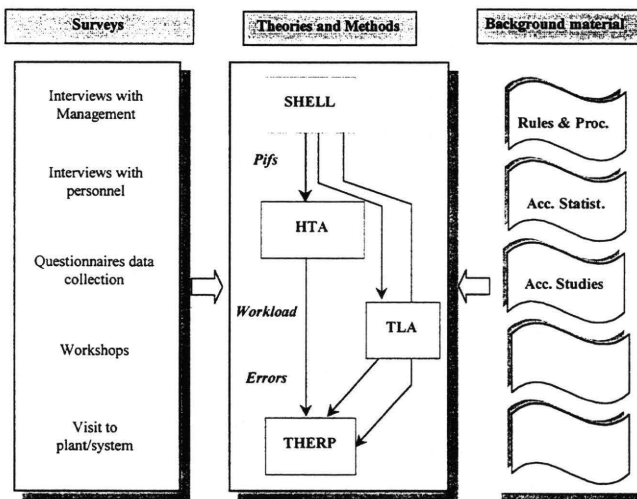 Surveys
Theories and Methods
Background material
Interviews with
Management
Interviews with
personnel
Questionnaires data
collection
Workshops
Visit to
plant/system
SHELL
Pifs
HTA
Workload
TLA
Errors
THERP
Rules & Proc.
Acc. Statist.
Acc. Studies